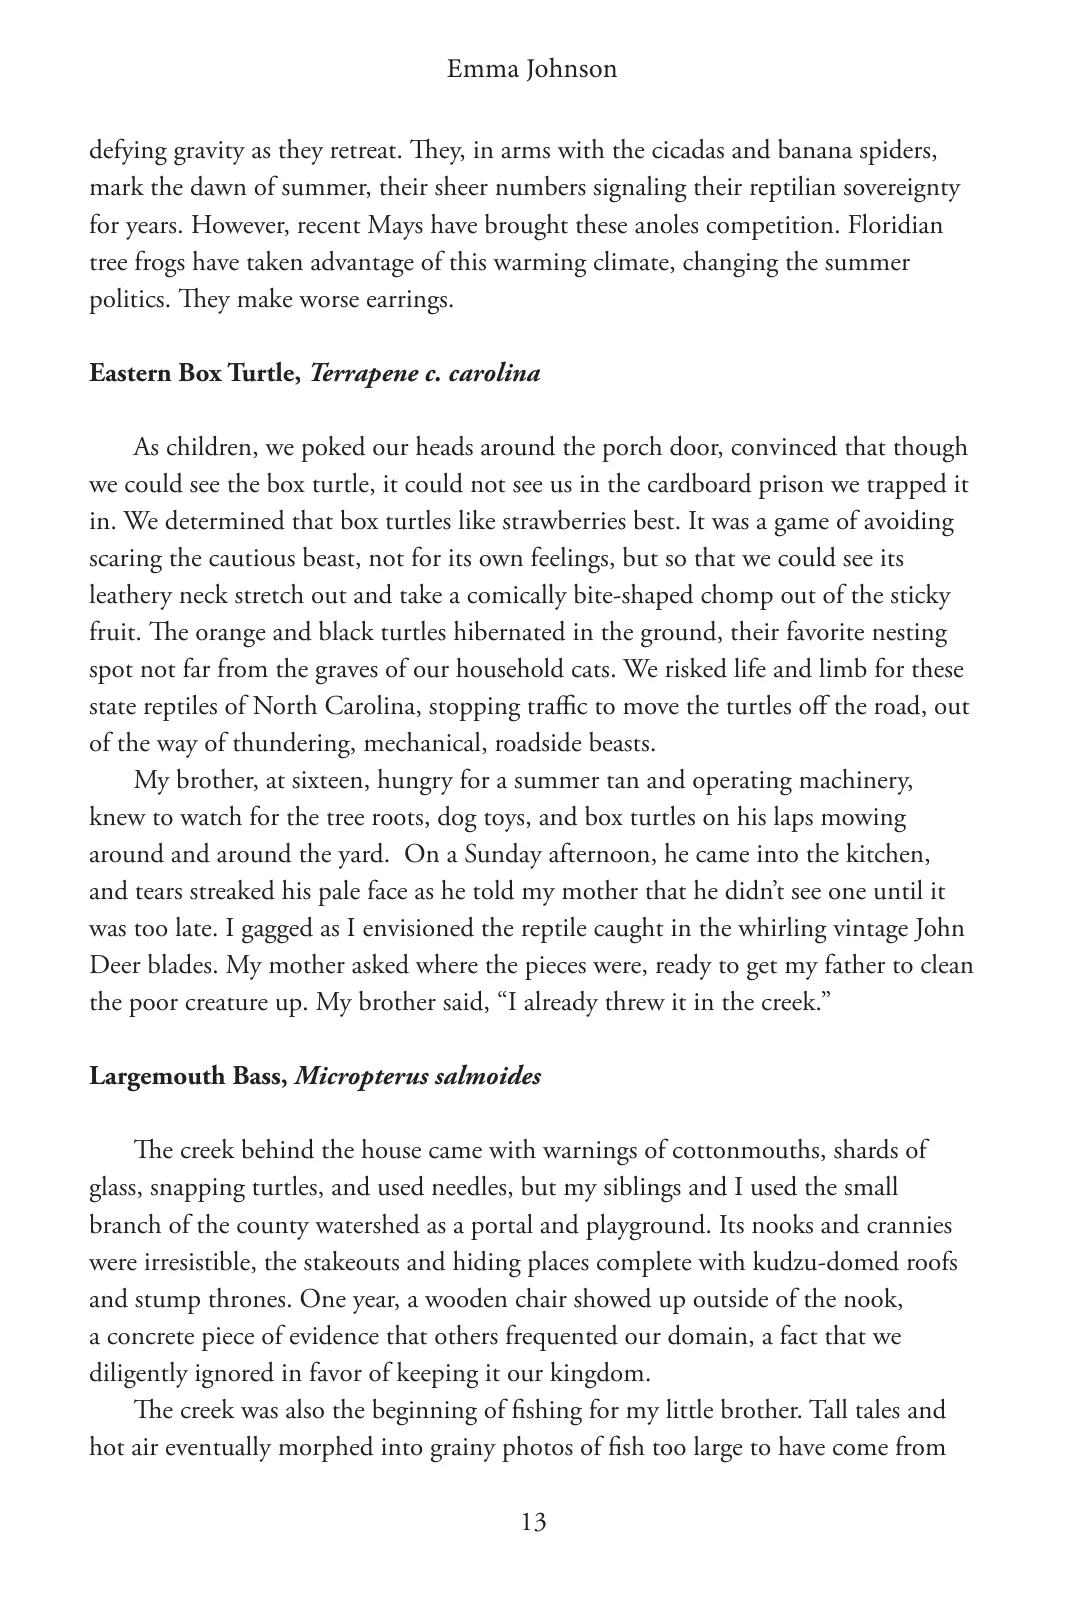 Emma Johnson
defying gravity as they retreat. They, in arms with the cicadas and banana spiders,
mark the dawn of summer, their sheer numbers signaling their reptilian sovereignty
for years. However, recent Mays have brought these anoles competition. Floridian
tree frogs have taken advantage of this warming climate, changing the summer
politics. They make worse earrings.
Eastern Box Turtle, Terrapene c. carolina
As children, we poked our heads around the porch door, convinced that though
we could see the box turtle, it could not see us in the cardboard prison we trapped it
in. We determined that box turtles like strawberries best. It was a game of avoiding
scaring the cautious beast, not for its own feelings, but so that we could see its
leathery neck stretch out and take a comically bite-shaped chomp out of the sticky
fruit. The orange and black turtles hibernated in the ground, their favorite nesting
spot not far from the graves of our household cats. We risked life and limb for these
state reptiles of North Carolina, stopping traffic to move the turtles off the road, out
of the way of thundering, mechanical, roadside beasts.
My brother, at sixteen, hungry for a summer tan and operating machinery,
knew to watch for the tree roots, dog toys, and box turtles on his laps mowing
around and around the yard.  On a Sunday afternoon, he came into the kitchen,
and tears streaked his pale face as he told my mother that he didn’t see one until it
was too late. I gagged as I envisioned the reptile caught in the whirling vintage John
Deer blades. My mother asked where the pieces were, ready to get my father to clean
the poor creature up. My brother said, “I already threw it in the creek.”
Largemouth Bass, Micropterus salmoides
The creek behind the house came with warnings of cottonmouths, shards of
glass, snapping turtles, and used needles, but my siblings and I used the small
branch of the county watershed as a portal and playground. Its nooks and crannies
were irresistible, the stakeouts and hiding places complete with kudzu-domed roofs
and stump thrones. One year, a wooden chair showed up outside of the nook,
a concrete piece of evidence that others frequented our domain, a fact that we
diligently ignored in favor of keeping it our kingdom.
The creek was also the beginning of fishing for my little brother. Tall tales and
hot air eventually morphed into grainy photos of fish too large to have come from
13